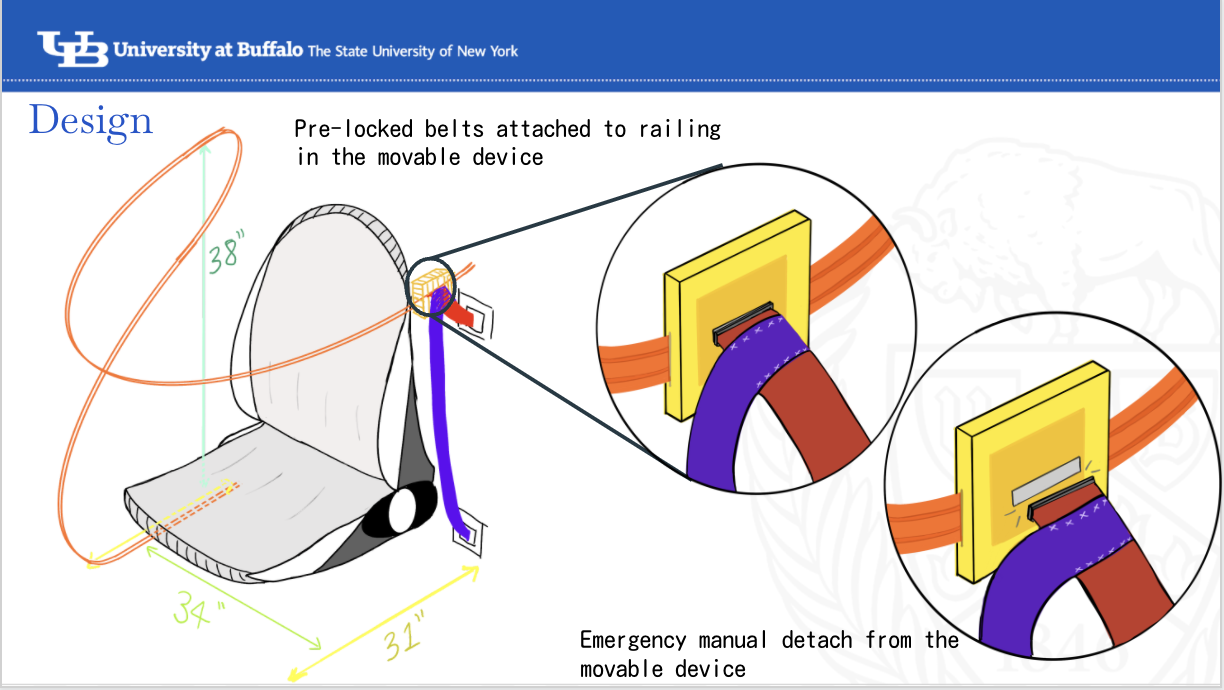 UB University at Buffalo The State University of New York
Design
Pre-locked belts attached to railing
in the movable device
38"
34"
31"
Emergency manual detach from the
movable device